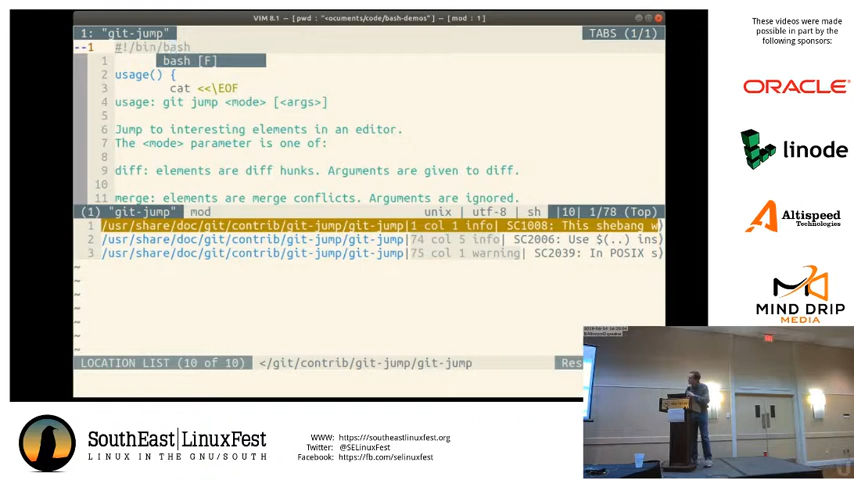 VIM 8.1 - [ pwd : "<ocuments/code/bash-demos" ] - [ mod : 1 ]
1: "git-jump"
TABS (1/1)
--1 #!/bin/bash
1 bash [F]
2 usage() {
3 cat <<\EOF
4 usage: git jump <mode> [<args>]
5
6 Jump to interesting elements in an editor.
7 The <mode> parameter is one of:
8
9 diff: elements are diff hunks. Arguments are given to diff.
10
11 merge: elements are merge conflicts. Arguments are ignored.
(1) "git-jump" mod unix | utf-8 | sh |10| 1/78 (Top)
1 /usr/share/doc/git/contrib/git-jump/git-jump|1 col 1 info| SC1008: This shebang w
2 /usr/share/doc/git/contrib/git-jump/git-jump|74 col 5 info| SC2006: Use $(..) ins
3 /usr/share/doc/git/contrib/git-jump/git-jump|75 col 1 warning| SC2039: In POSIX s
~
~
~
~
~
~
~
LOCATION LIST (10 of 10) </git/contrib/git-jump/git-jump Res
These videos were made
possible in part by the
following sponsors:
ORACLE
linode
Altispeed
Technologies
MIND DRIP
MEDIA
SouthEast|LinuxFest
LINUX IN THE GNU/SOUTH
WWW: https://southeastlinuxfest.org
Twitter: @SELinuxFest
Facebook: https://fb.com/selinuxfest